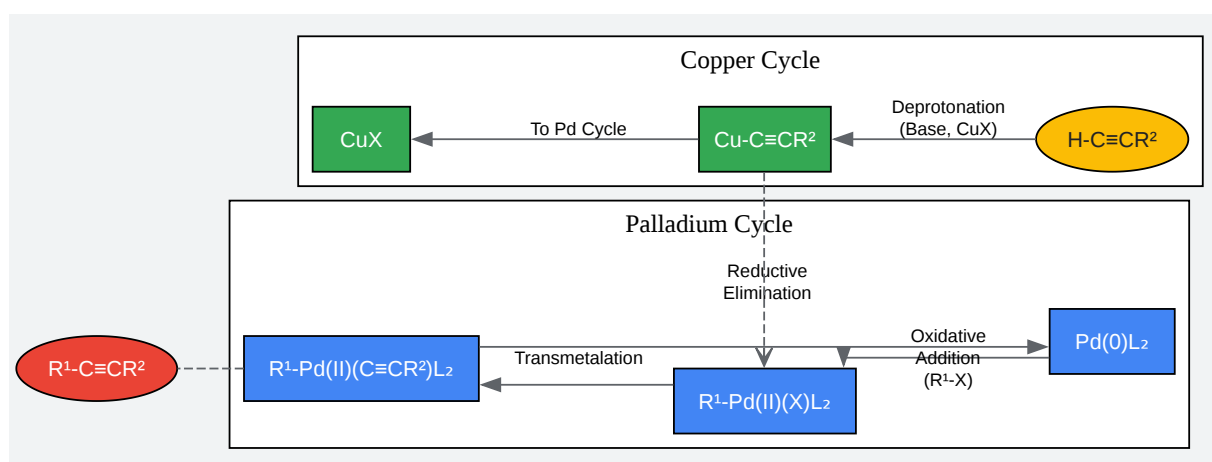 Copper Cycle
CuX
To Pd Cycle
Cu-C≡CR²
Deprotonation
(Base, CuX)
H-C≡CR²
Palladium Cycle
Reductive
Elimination
R¹-C≡CR²
R¹-Pd(II)(C≡CR²)L₂
Transmetalation
R¹-Pd(II)(X)L₂
Oxidative
Addition
(R¹-X)
Pd(0)L₂